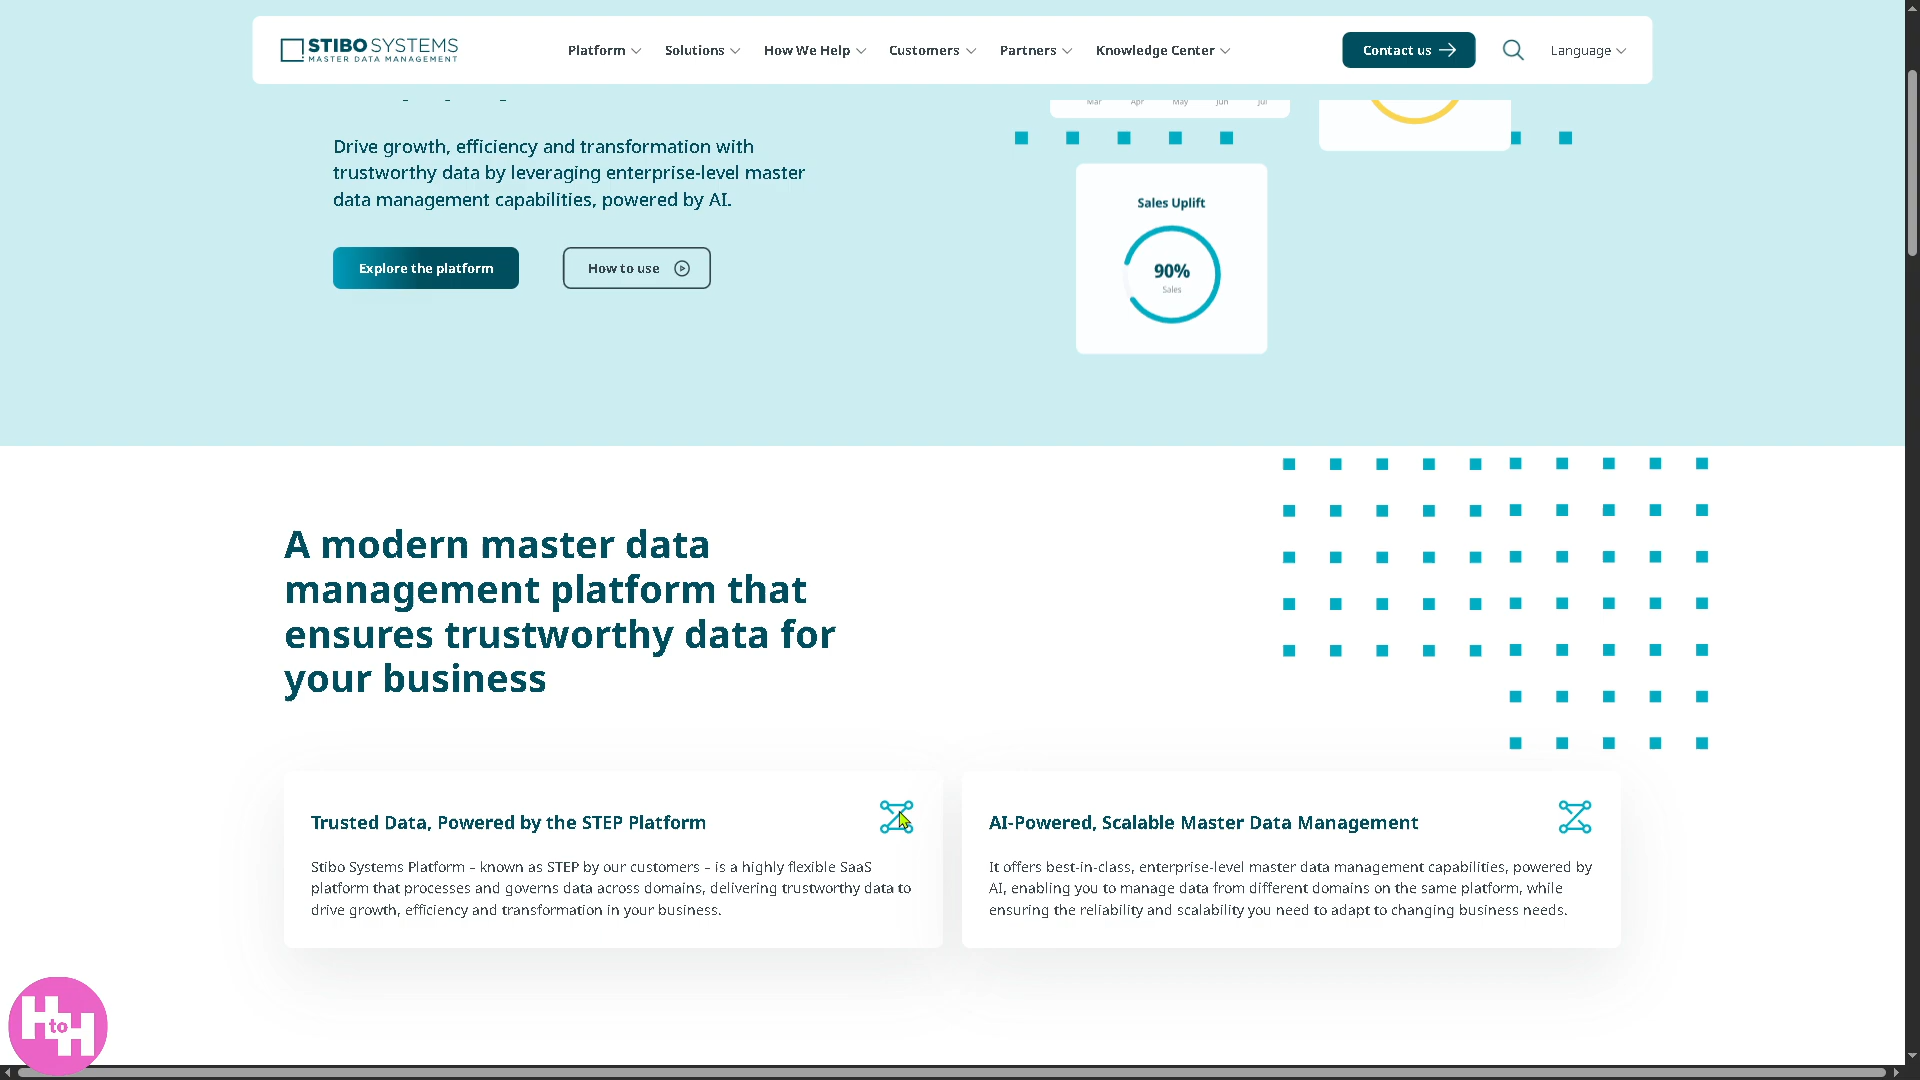 STIBO SYSTEMS
MASTER DATA MANAGEMENT
Platform
Solutions
How We Help
Customers
Partners
Knowledge Center
Contact us
Language
Mar Apr May Jun Jul
Drive growth, efficiency and transformation with
trustworthy data by leveraging enterprise-level master
data management capabilities, powered by AI.
Explore the platform
How to use
Sales Uplift
90%
Sales
A modern master data
management platform that
ensures trustworthy data for
your business
Trusted Data, Powered by the STEP Platform
Stibo Systems Platform – known as STEP by our customers – is a highly flexible SaaS
platform that processes and governs data across domains, delivering trustworthy data to
drive growth, efficiency and transformation in your business.
AI-Powered, Scalable Master Data Management
It offers best-in-class, enterprise-level master data management capabilities, powered by
AI, enabling you to manage data from different domains on the same platform, while
ensuring the reliability and scalability you need to adapt to changing business needs.
H to H